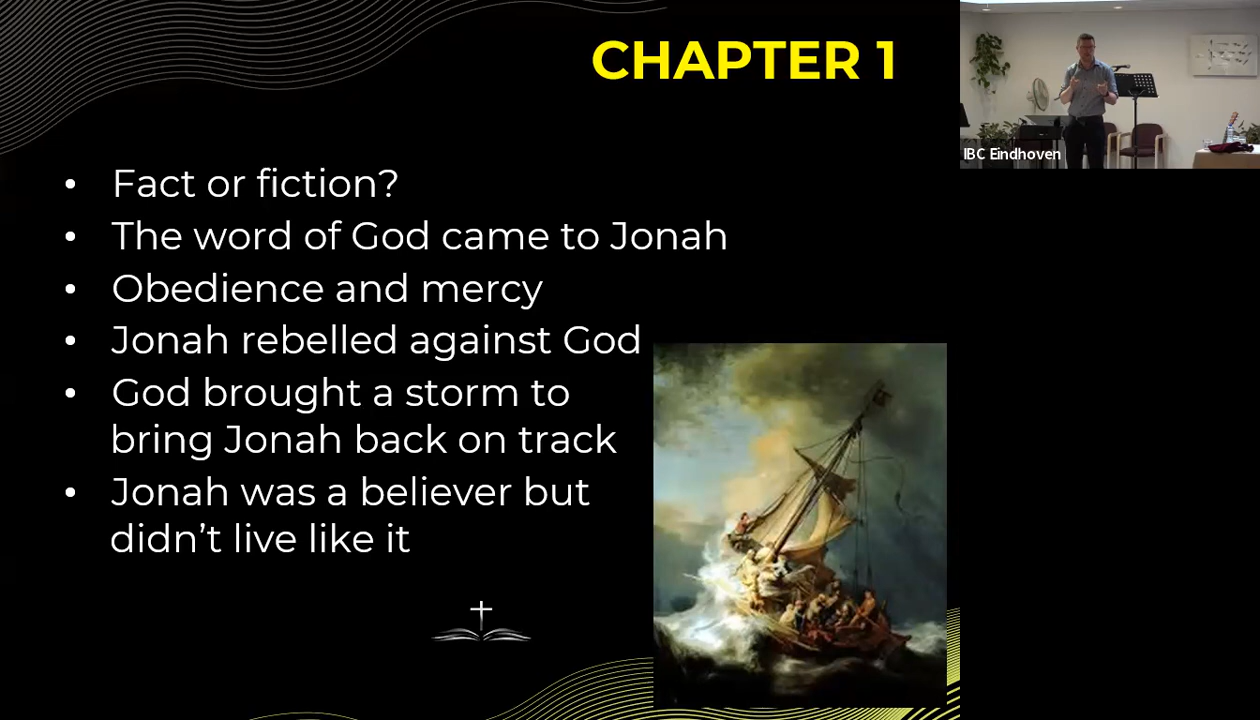 CHAPTER 1
• Fact or fiction?
• The word of God came to Jonah
• Obedience and mercy
• Jonah rebelled against God
• God brought a storm to
bring Jonah back on track
• Jonah was a believer but
didn’t live like it
IBC Eindhoven